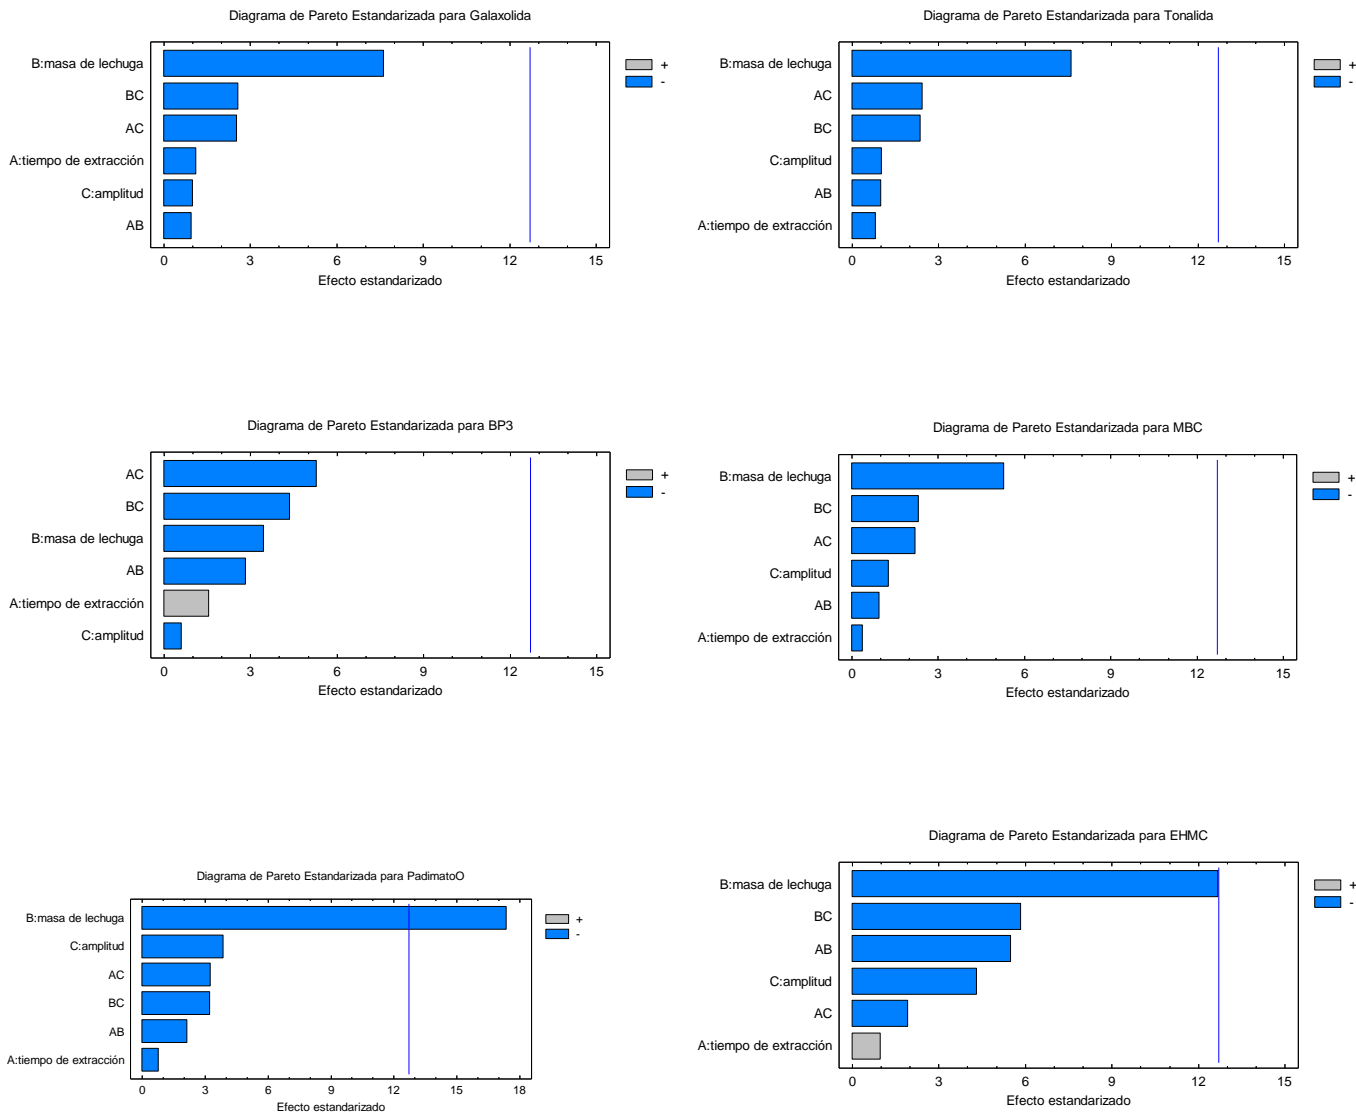 Diagrama de Pareto Estandarizada para Galaxolida
B:masa de lechuga
BC
AC
A:tiempo de extracción
C:amplitud
AB
+
-
0 3 6 9 12 15
Efecto estandarizado
Diagrama de Pareto Estandarizada para Tonalida
B:masa de lechuga
AC
BC
C:amplitud
AB
A:tiempo de extracción
+
-
0 3 6 9 12 15
Efecto estandarizado
Diagrama de Pareto Estandarizada para BP3
AC
BC
B:masa de lechuga
AB
A:tiempo de extracción
C:amplitud
+
-
0 3 6 9 12 15
Efecto estandarizado
Diagrama de Pareto Estandarizada para MBC
B:masa de lechuga
BC
AC
C:amplitud
AB
A:tiempo de extracción
+
-
0 3 6 9 12 15
Efecto estandarizado
Diagrama de Pareto Estandarizada para PadimatoO
B:masa de lechuga
C:amplitud
AC
BC
AB
A:tiempo de extracción
+
-
0 3 6 9 12 15 18
Efecto estandarizado
Diagrama de Pareto Estandarizada para EHMC
B:masa de lechuga
BC
AB
C:amplitud
AC
A:tiempo de extracción
+
-
0 3 6 9 12 15
Efecto estandarizado